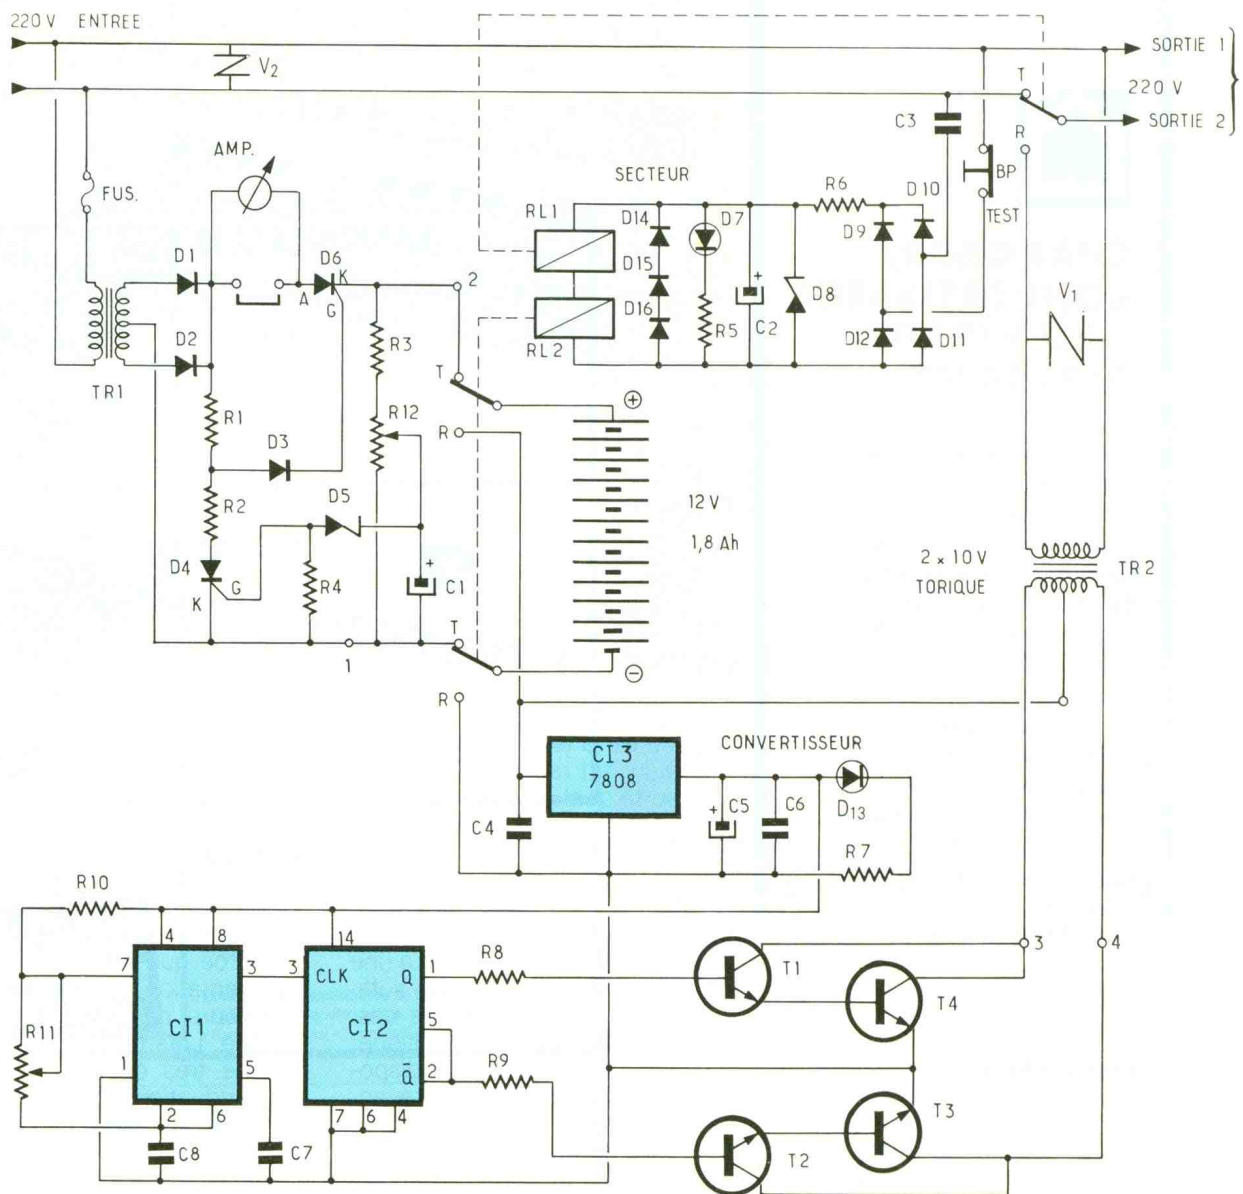 220 V ENTREE
V2
SORTIE 1
220 V
SORTIE 2
T
R
C3
BP
TEST
AMP.
FUS.
SECTEUR
RL1
RL2
D14
D15
D16
D7
R5
C2
+
D8
R6
D9
D10
D12
D11
V1
D1
D2
TR1
D6
K
A
G
2
R3
R12
T
R
R1
D3
R2
D5
D4
G
K
R4
+
C1
1
T
R
⊕
12 V
1,8 Ah
⊖
2 x 10 V
TORIQUE
TR2
CI3
7808
CONVERTISSEUR
C4
+
C5
C6
D13
R7
R10
4
8
7
3
R11
CI1
1
5
2
6
C8
C7
14
3
CLK
Q
1
CI2
5
Q̄
2
7
6
4
R8
R9
T1
T4
T3
T2
3
4